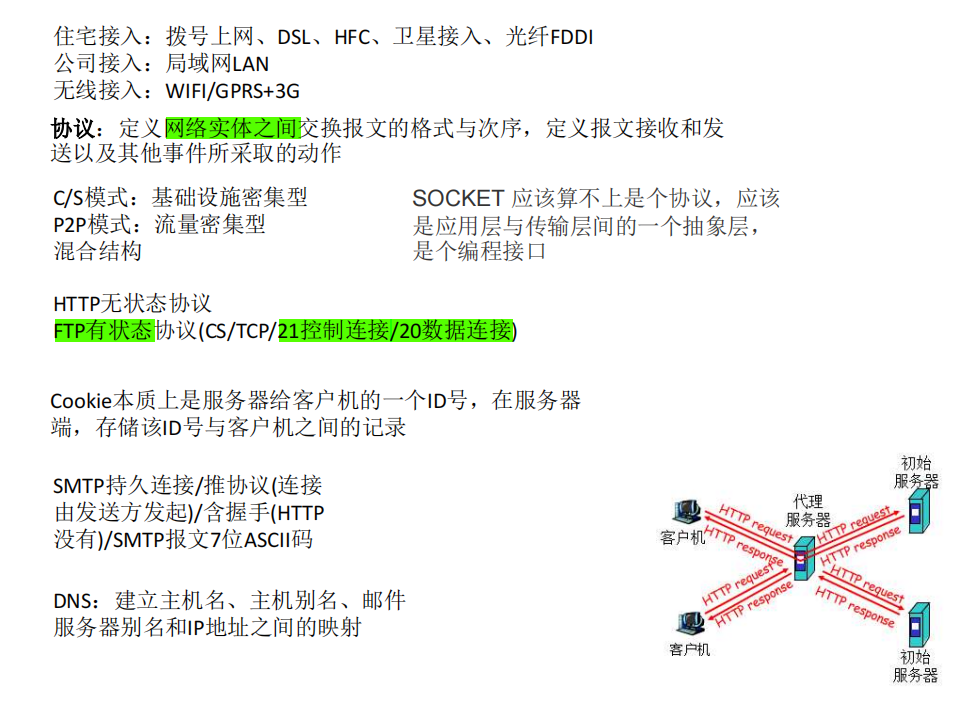 住宅接入：拨号上网、DSL、HFC、卫星接入、光纤FDDI
公司接入：局域网LAN
无线接入：WIFI/GPRS+3G
协议：定义网络实体之间交换报文的格式与次序，定义报文接收和发
送以及其他事件所采取的动作
C/S模式：基础设施密集型
P2P模式：流量密集型
混合结构
SOCKET 应该算不上是个协议，应该
是应用层与传输层间的一个抽象层，
是个编程接口
HTTP无状态协议
FTP有状态协议(CS/TCP/21控制连接/20数据连接)
Cookie本质上是服务器给客户机的一个ID号，在服务器
端，存储该ID号与客户机之间的记录
SMTP持久连接/推协议(连接
由发送方发起)/含握手(HTTP
没有)/SMTP报文7位ASCII码
DNS：建立主机名、主机别名、邮件
服务器别名和IP地址之间的映射
初始
服务器
代理
服务器
客户机
HTTP request
HTTP response
HTTP request
HTTP response
HTTP request
HTTP response
HTTP request
HTTP response
客户机
初始
服务器